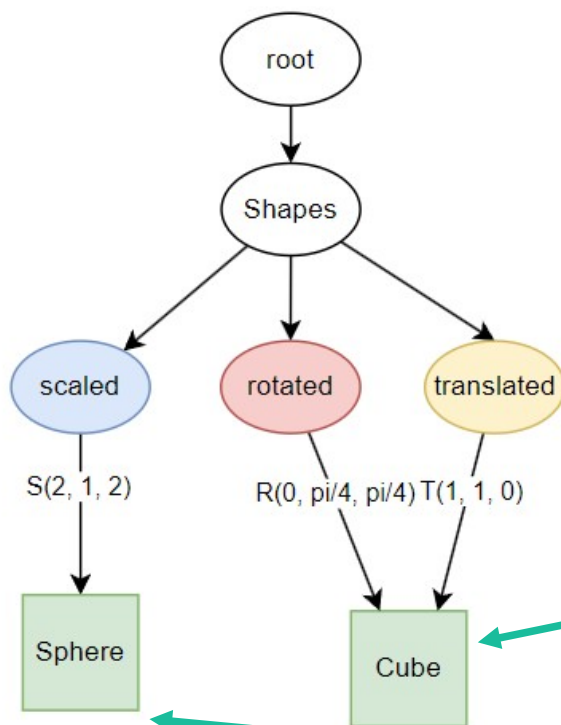 root
Shapes
scaled
rotated
translated
S(2, 1, 2)
R(0, pi/4, pi/4)
T(1, 1, 0)
Sphere
Cube